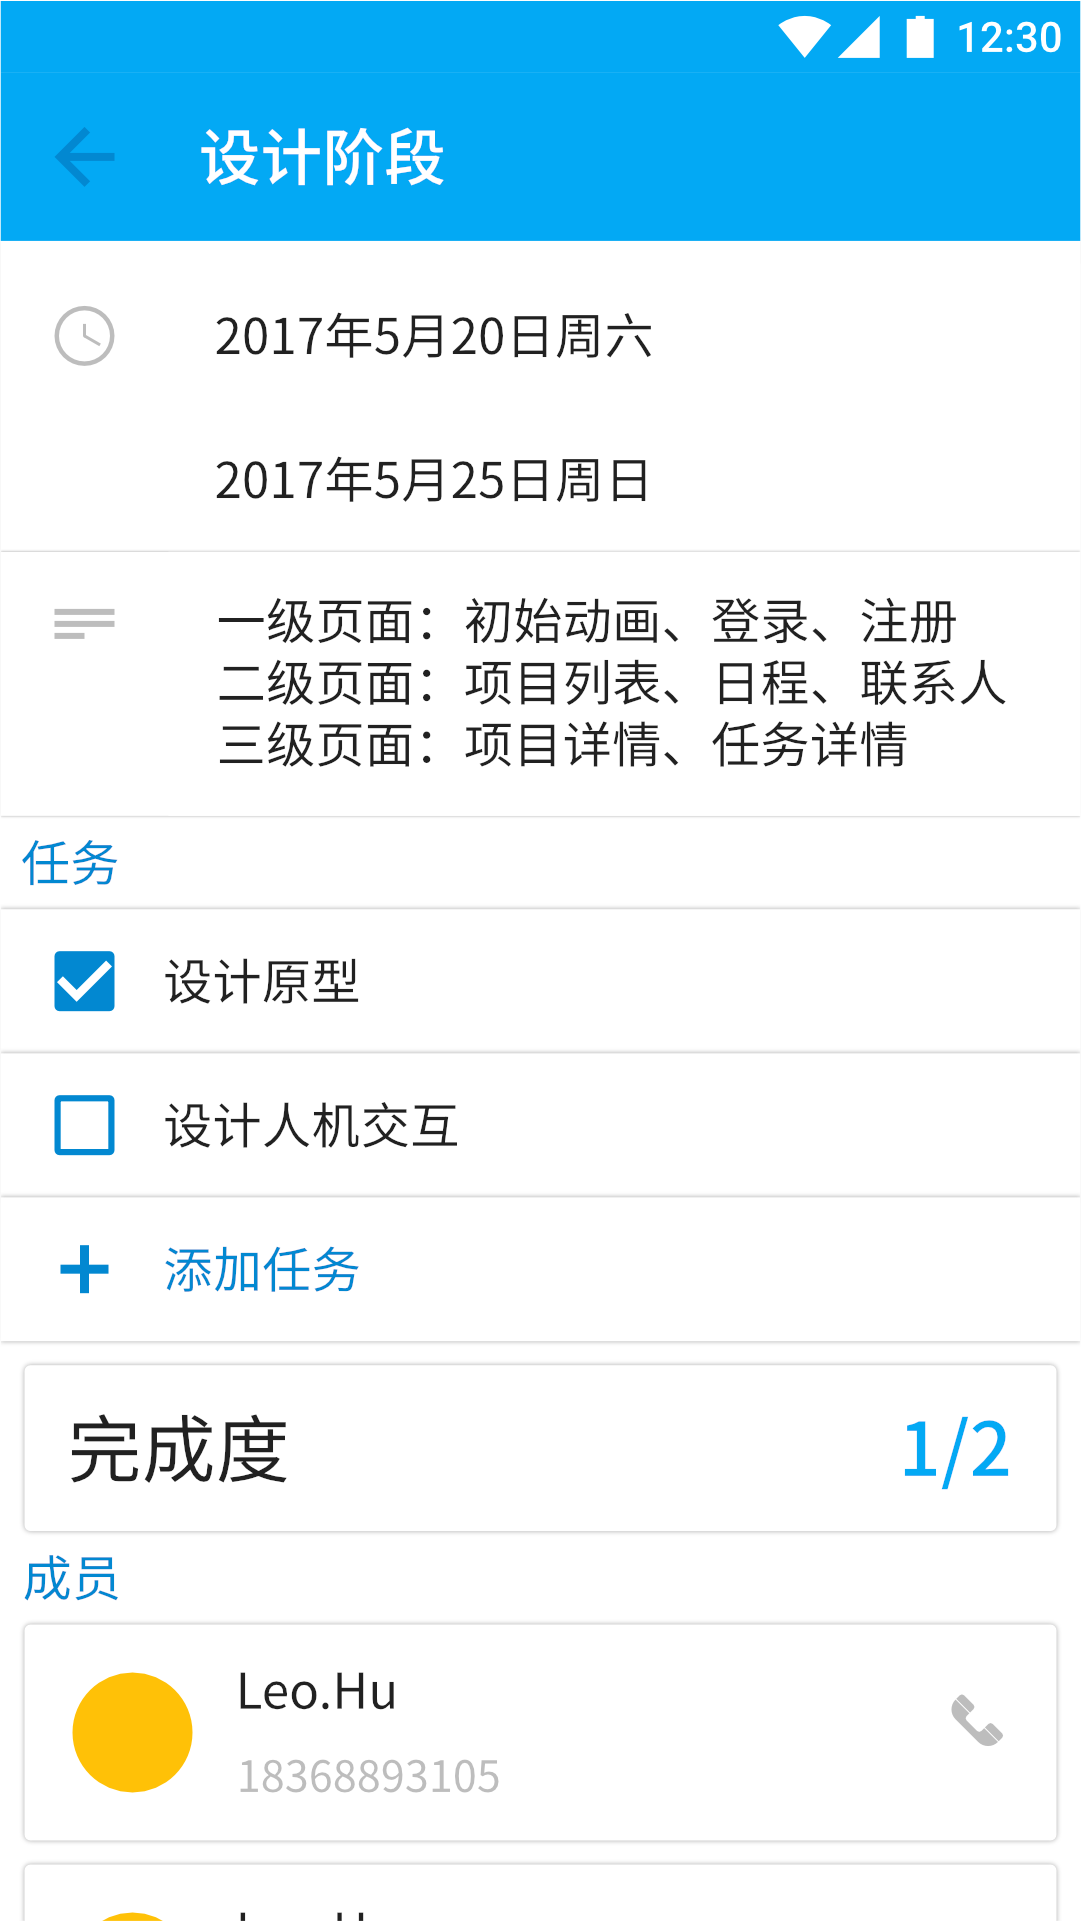 12:30
设计阶段
2017年5月20日周六
2017年5月25日周日
一级页面：初始动画、登录、注册
二级页面：项目列表、日程、联系人
三级页面：项目详情、任务详情
任务
设计原型
设计人机交互
添加任务
完成度 1/2
成员
Leo.Hu
18368893105